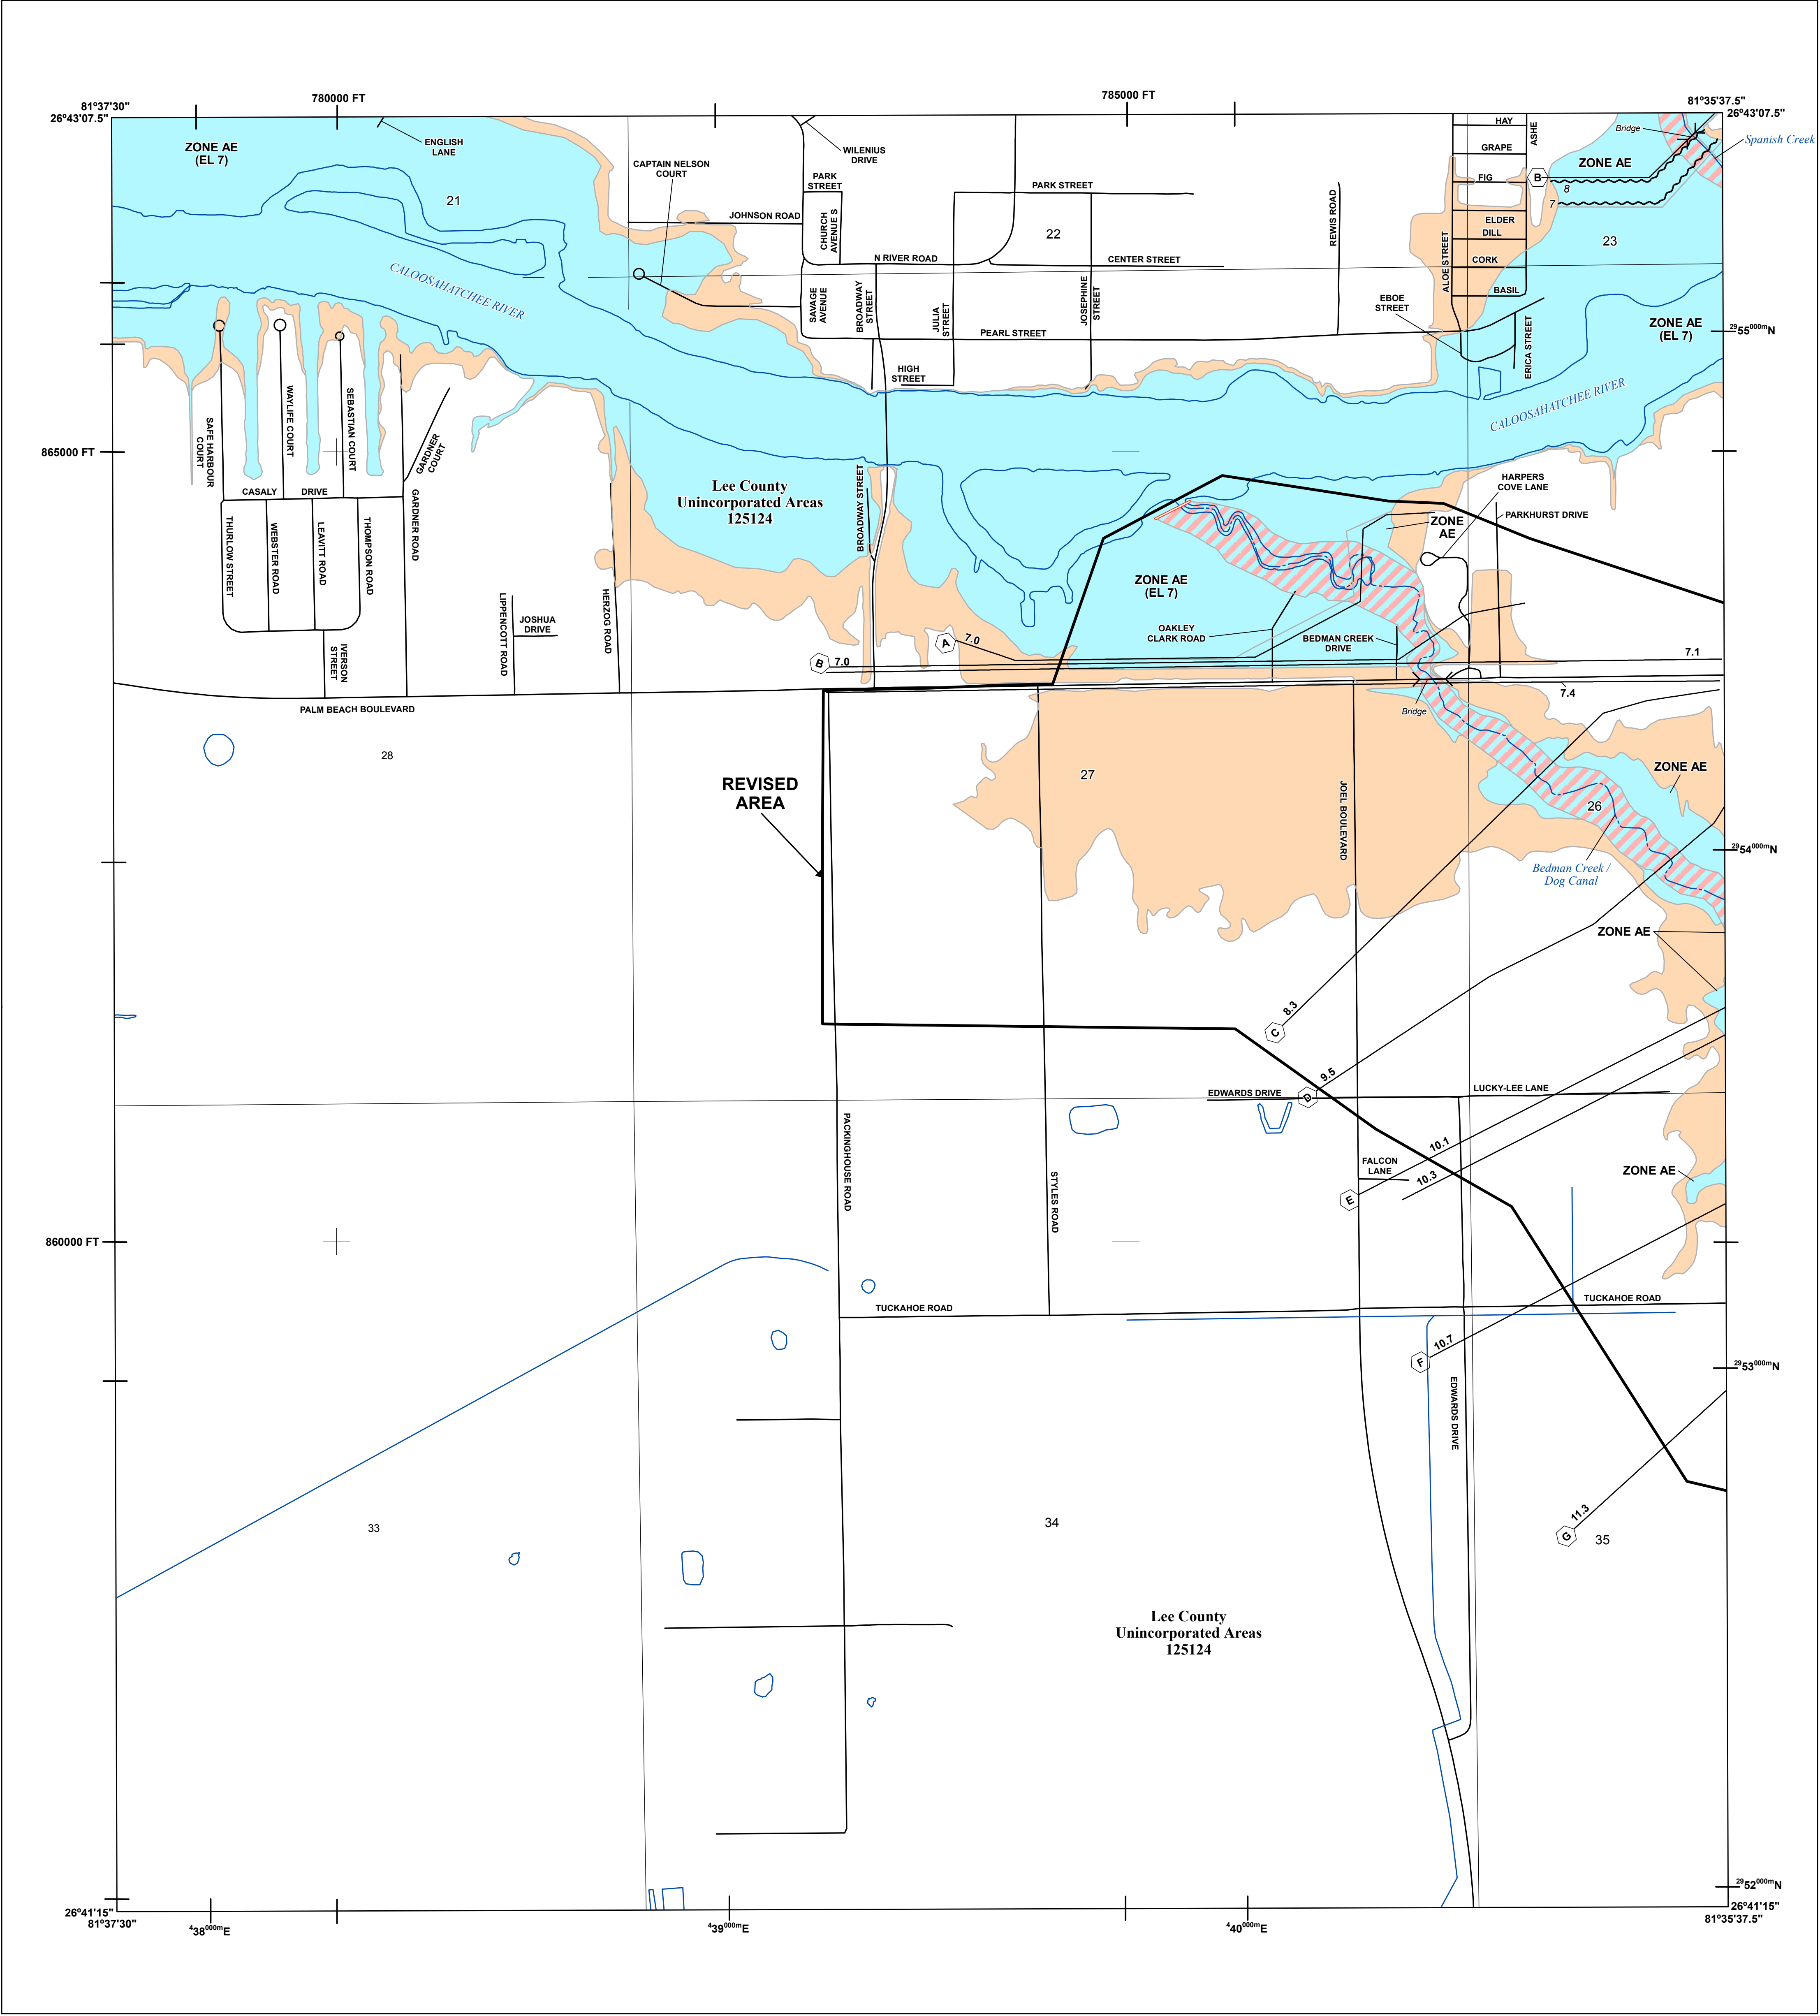 780000 FT
785000 FT
81°37'30"
26°43'07.5"
81°35'37.5"
26°43'07.5"
ZONE AE
(EL 7)
ENGLISH
LANE
21
CAPTAIN NELSON
COURT
WILENIUS
DRIVE
PARK
STREET
PARK STREET
JOHNSON ROAD
CHURCH
AVENUE S
22
N RIVER ROAD
CENTER STREET
REWIS ROAD
HAY
ASHE
GRAPE
FIG
ELDER
DILL
CORK
BASIL
ALOE STREET
Bridge
Spanish Creek
ZONE AE
B
8
7
23
CALOOSAHATCHEE RIVER
SAVAGE
AVENUE
BROADWAY
STREET
JULIA
STREET
JOSEPHINE
STREET
EBOE
STREET
ERICA STREET
PEARL STREET
ZONE AE
(EL 7)
2955000mN
HIGH
STREET
CALOOSAHATCHEE RIVER
SAFE HARBOUR
COURT
WAYLIFE COURT
SEBASTIAN COURT
GARDNER
COURT
865000 FT
CASALY DRIVE
THURLOW STREET
WEBSTER ROAD
LEAVITT ROAD
THOMPSON ROAD
GARDNER ROAD
Lee County
Unincorporated Areas
125124
BROADWAY STREET
HARPERS
COVE LANE
PARKHURST DRIVE
ZONE
AE
ZONE AE
(EL 7)
LIPPENCOTT ROAD
JOSHUA
DRIVE
HERZOG ROAD
IVERSON
STREET
OAKLEY
CLARK ROAD
BEDMAN CREEK
DRIVE
A
7.0
B
7.0
7.1
7.4
PALM BEACH BOULEVARD
Bridge
28
REVISED
AREA
27
JOEL BOULEVARD
ZONE AE
26
2954000mN
Bedman Creek /
Dog Canal
ZONE AE
C
8.3
D
9.5
EDWARDS DRIVE
LUCKY-LEE LANE
PACKINGHOUSE ROAD
STYLES ROAD
FALCON
LANE
10.1
E
10.3
ZONE AE
860000 FT
TUCKAHOE ROAD
TUCKAHOE ROAD
F
10.7
2953000mN
EDWARDS DRIVE
33
34
G
11.3
35
Lee County
Unincorporated Areas
125124
2952000mN
26°41'15"
81°37'30"
438000mE
439000mE
440000mE
26°41'15"
81°35'37.5"